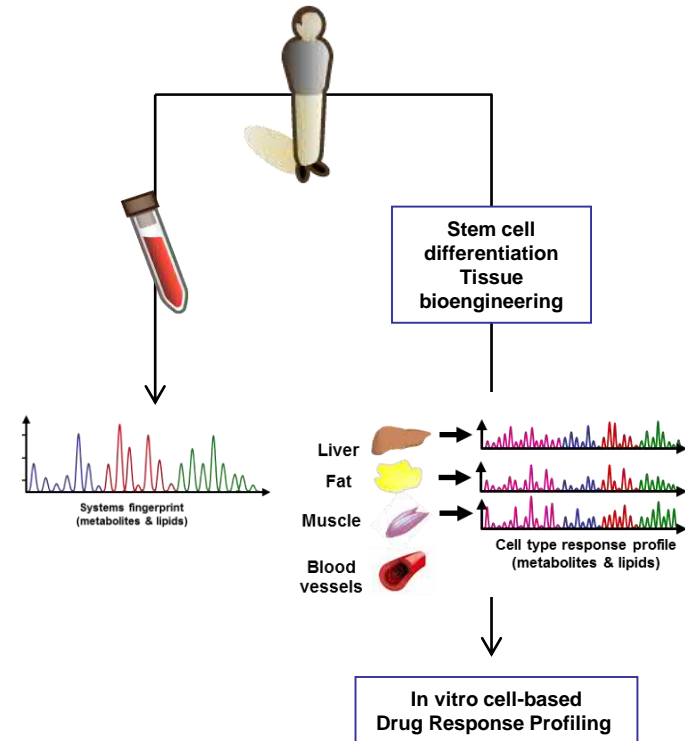 Stem cell
differentiation
Tissue
bioengineering
Systems fingerprint
(metabolites & lipids)
Liver
Fat
Muscle
Blood
vessels
Cell type response profile
(metabolites & lipids)
In vitro cell-based
Drug Response Profiling